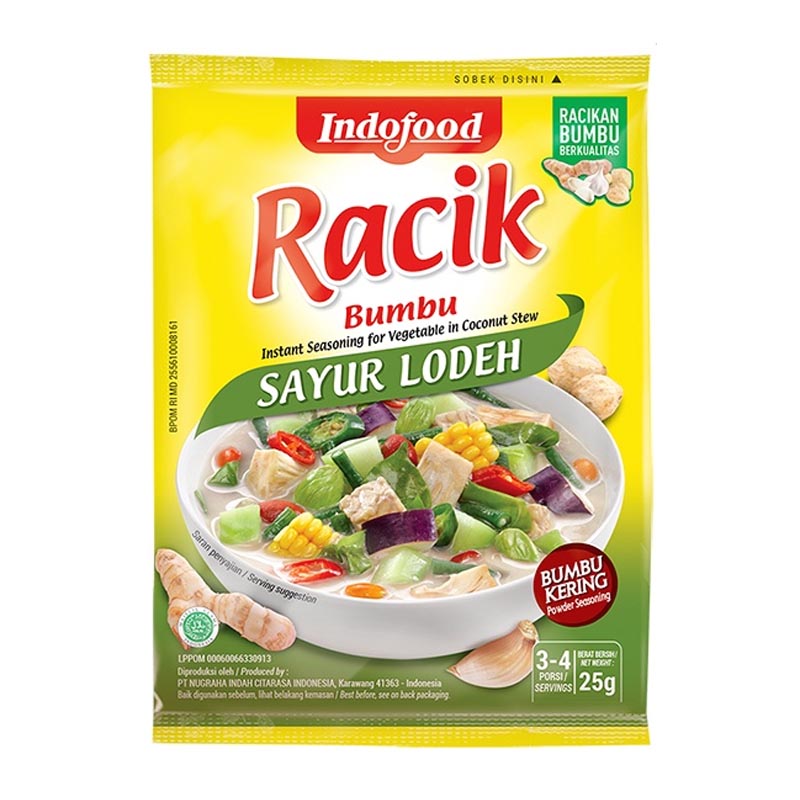 SOBEK DISINI ▲
Indofood
RACIKAN
BUMBU
BERKUALITAS
Racik
Bumbu
Instant Seasoning for Vegetable in Coconut Stew
SAYUR LODEH
BPOM RI MD 255610008161
Saran penyajian / Serving suggestion
BUMBU
KERING
Powder Seasoning
LPPOM 00060066330913
Diproduksi oleh / Produced by :
PT NUGRAHA INDAH CITARASA INDONESIA, Karawang 41363 - Indonesia
Baik digunakan sebelum, lihat belakang kemasan / Best before, see on back packaging.
3-4
PORSI /
SERVINGS
BERAT BERSIH /
NET WEIGHT :
25g